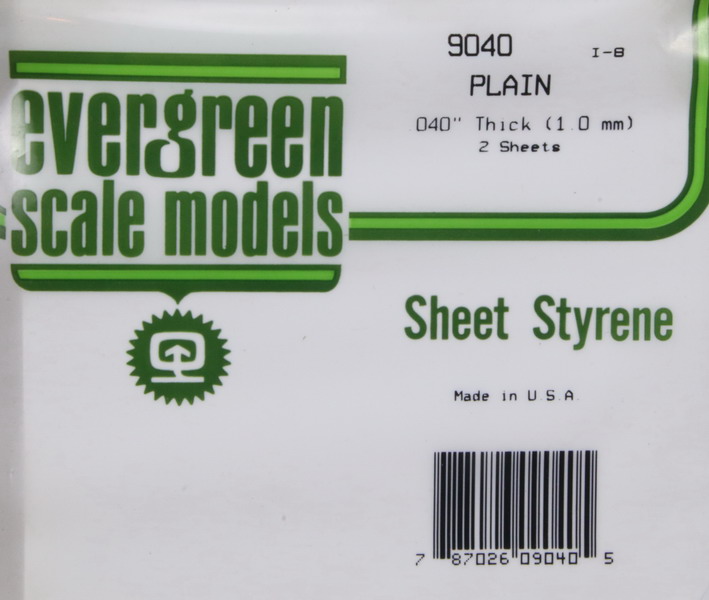 9040 I-B
PLAIN
.040" Thick (1.0 mm)
2 Sheets
evergreen
scale models
Sheet Styrene
Made in U.S.A.
7 87026 09040 5